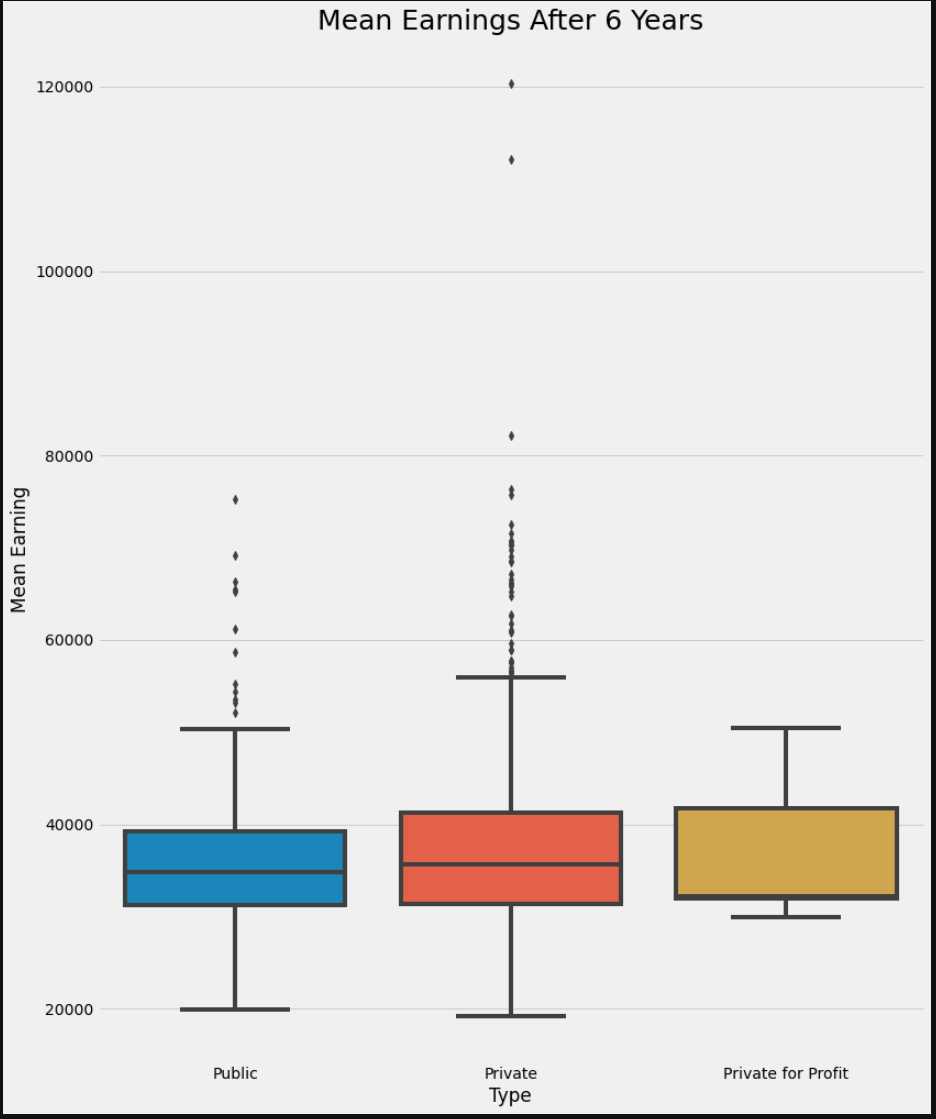 Mean Earnings After 6 Years
120000
100000
80000
60000
40000
20000
Mean Earning
Public
Private
Private for Profit
Type